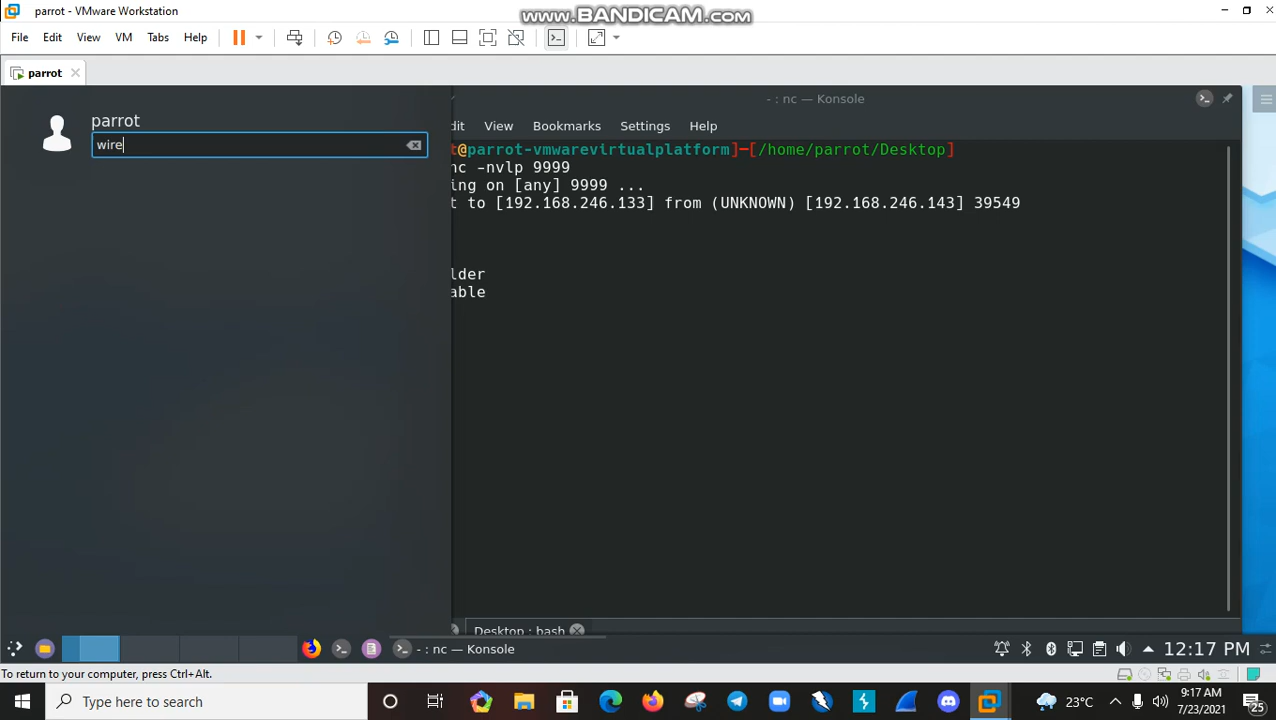 parrot - VMware Workstation
www.BANDICAM.com
File Edit View VM Tabs Help
parrot
- : nc — Konsole
parrot
dit View Bookmarks Settings Help
wire
t@parrot-vmwarevirtualplatform]─[/home/parrot/Desktop]
nc -nvlp 9999
ing on [any] 9999 ...
t to [192.168.246.133] from (UNKNOWN) [192.168.246.143] 39549
lder
able
Desktop : bash
- : nc — Konsole
12:17 PM
To return to your computer, press Ctrl+Alt.
Type here to search
23°C
9:17 AM
7/23/2021
25